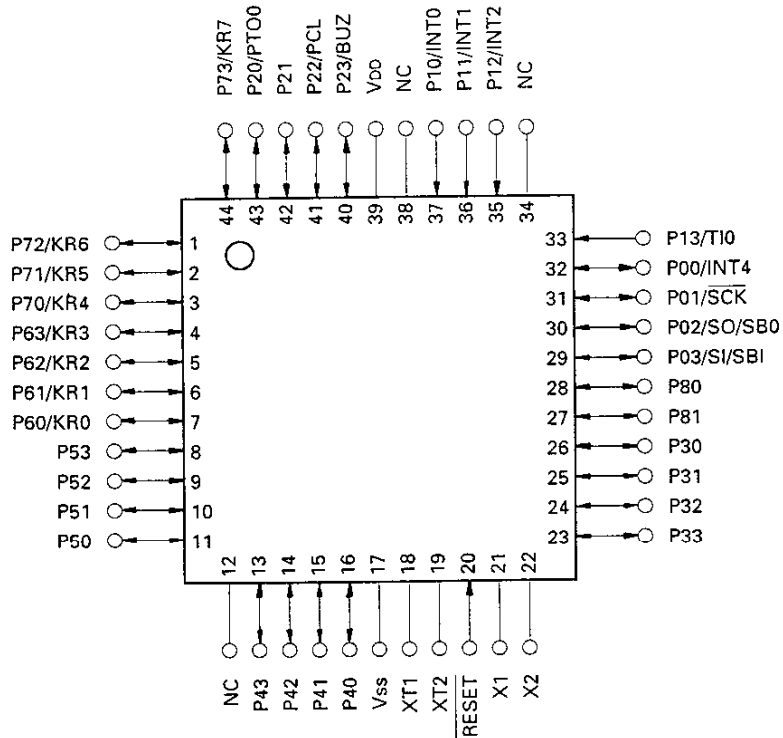 P73/KR7
P20/PTO0
P21
P22/PCL
P23/BUZ
VDD
NC
P10/INT0
P11/INT1
P12/INT2
NC
44 43 42 41 40 39 38 37 36 35 34
P72/KR6 1
P71/KR5 2
P70/KR4 3
P63/KR3 4
P62/KR2 5
P61/KR1 6
P60/KR0 7
P53 8
P52 9
P51 10
P50 11
33 P13/TI0
32 P00/INT4
31 P01/SCK
30 P02/SO/SB0
29 P03/SI/SBI
28 P80
27 P81
26 P30
25 P31
24 P32
23 P33
12 13 14 15 16 17 18 19 20 21 22
NC
P43
P42
P41
P40
Vss
XT1
XT2
RESET
X1
X2